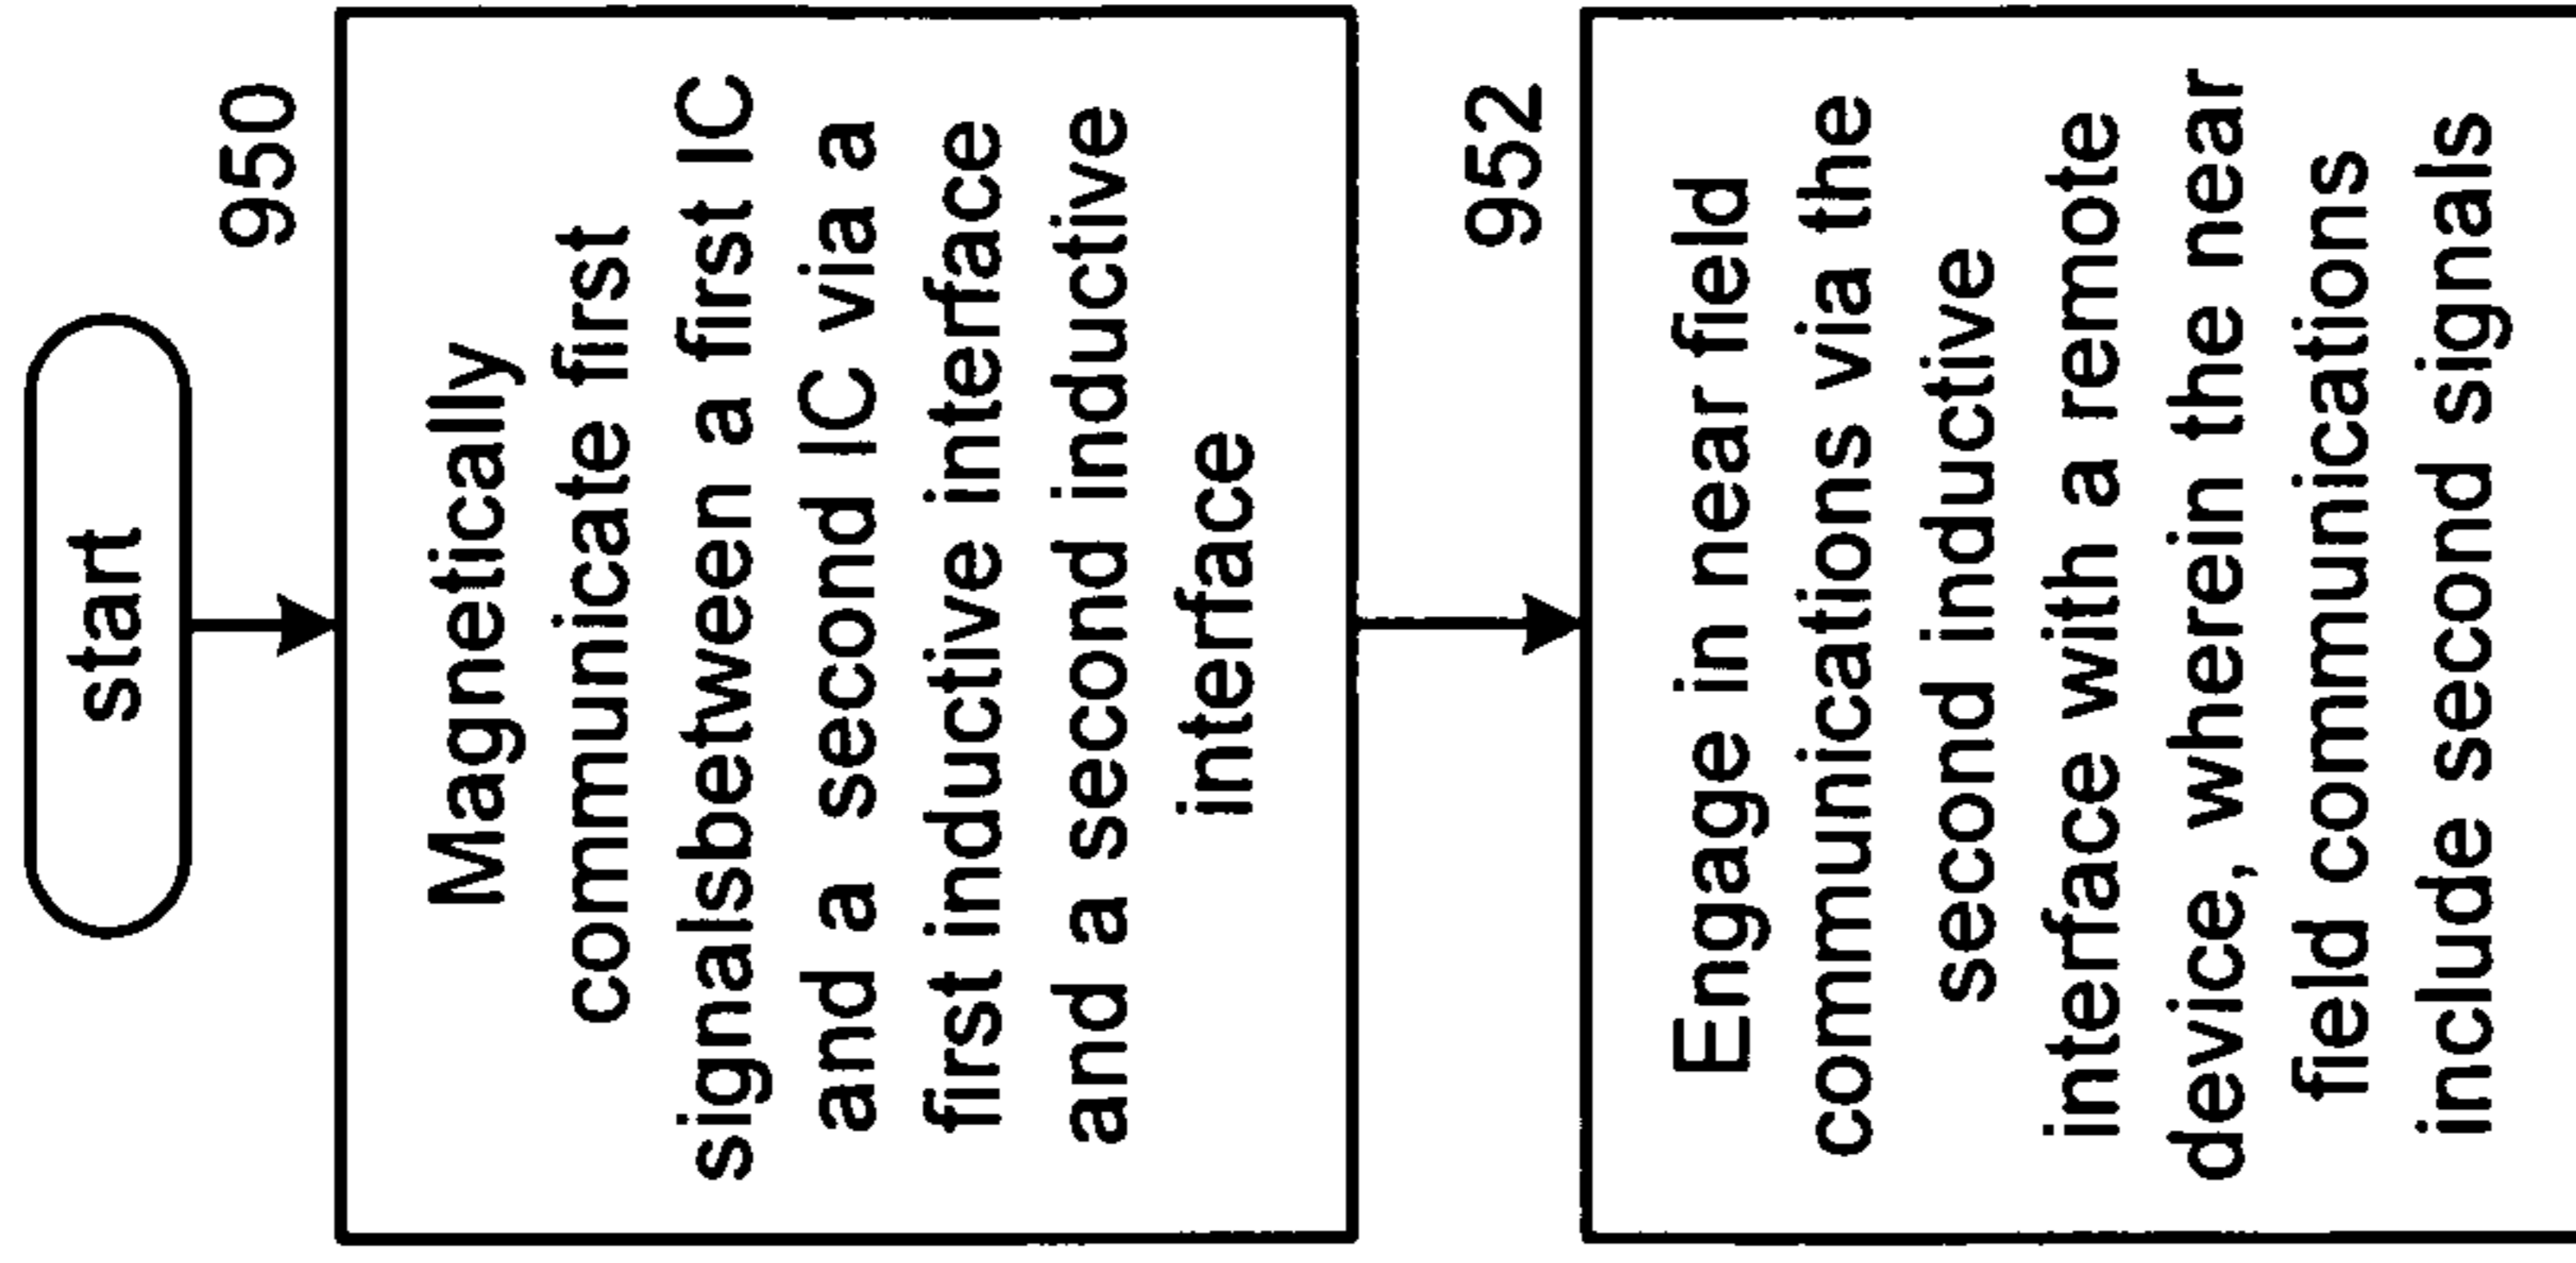 start
950
Magnetically
communicate first
signalsbetween a first IC
and a second IC via a
first inductive interface
and a second inductive
interface
952
Engage in near field
communications via the
second inductive
interface with a remote
device, wherein the near
field communications
include second signals